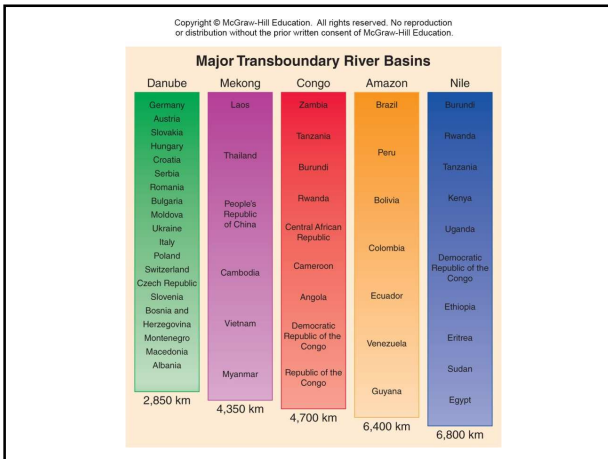 Copyright © McGraw-Hill Education. All rights reserved. No reproduction
or distribution without the prior written consent of McGraw-Hill Education.
Major Transboundary River Basins
Danube
Germany
Austria
Slovakia
Hungary
Croatia
Serbia
Romania
Bulgaria
Moldova
Ukraine
Italy
Poland
Switzerland
Czech Republic
Slovenia
Bosnia and
Herzegovina
Montenegro
Macedonia
Albania
2,850 km
Mekong
Laos
Thailand
People's
Republic
of China
Cambodia
Vietnam
Myanmar
4,350 km
Congo
Zambia
Tanzania
Burundi
Rwanda
Central African
Republic
Cameroon
Angola
Democratic
Republic of the
Congo
Republic of the
Congo
4,700 km
Amazon
Brazil
Peru
Bolivia
Colombia
Ecuador
Venezuela
Guyana
6,400 km
Nile
Burundi
Rwanda
Tanzania
Kenya
Uganda
Democratic
Republic of the
Congo
Ethiopia
Eritrea
Sudan
Egypt
6,800 km